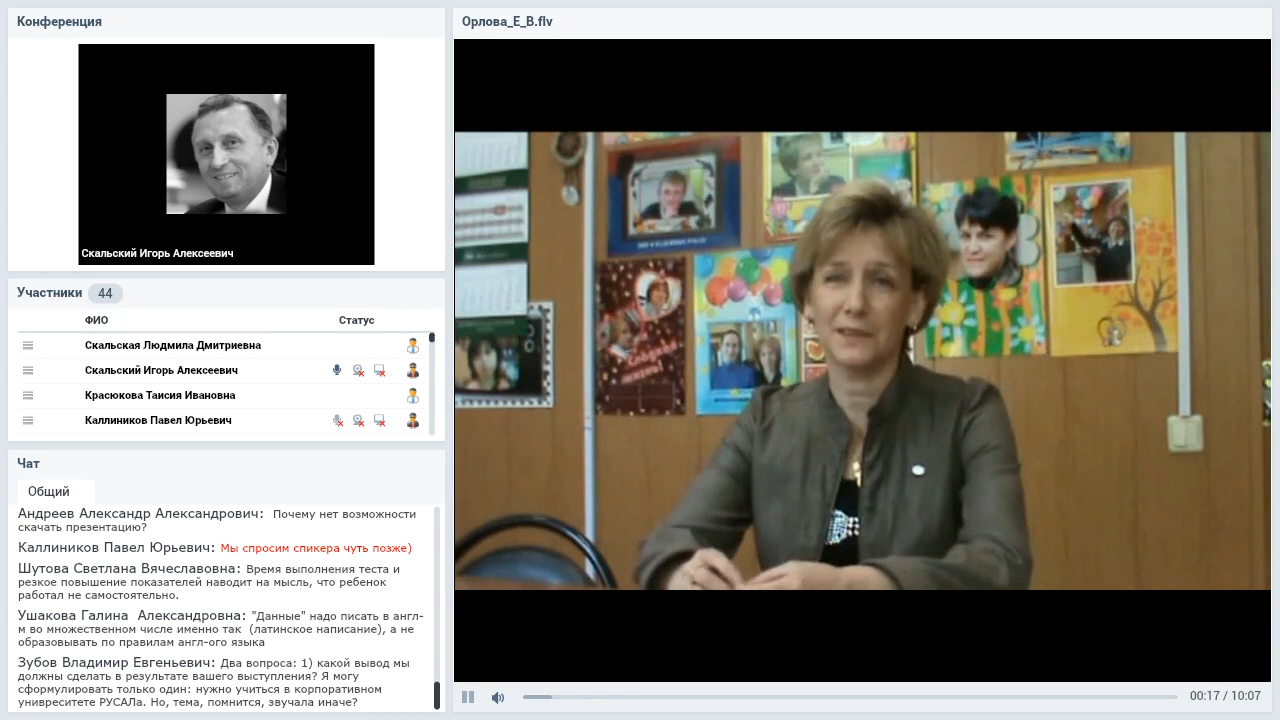 Конференция
Скальский Игорь Алексеевич
Участники 44
ФИО Статус
Скальская Людмила Дмитриевна
Скальский Игорь Алексеевич
Красюкова Таисия Ивановна
Каллиников Павел Юрьевич
Чат
Общий
Андреев Александр Александрович: Почему нет возможности
скачать презентацию?
Каллиников Павел Юрьевич: Мы спросим спикера чуть позже)
Шутова Светлана Вячеславовна: Время выполнения теста и
резкое повышение показателей наводит на мысль, что ребенок
работал не самостоятельно.
Ушакова Галина Александровна: "Данные" надо писать в англ-
м во множественном числе именно так (латинское написание), а не
образовывать по правилам англ-ого языка
Зубов Владимир Евгеньевич: Два вопроса: 1) какой вывод мы
должны сделать в результате вашего выступления? Я могу
сформулировать только один: нужно учиться в корпоративном
унивреситете РУСАЛа. Но, тема, помнится, звучала иначе?
Орлова_Е_В.flv
00:17 / 10:07